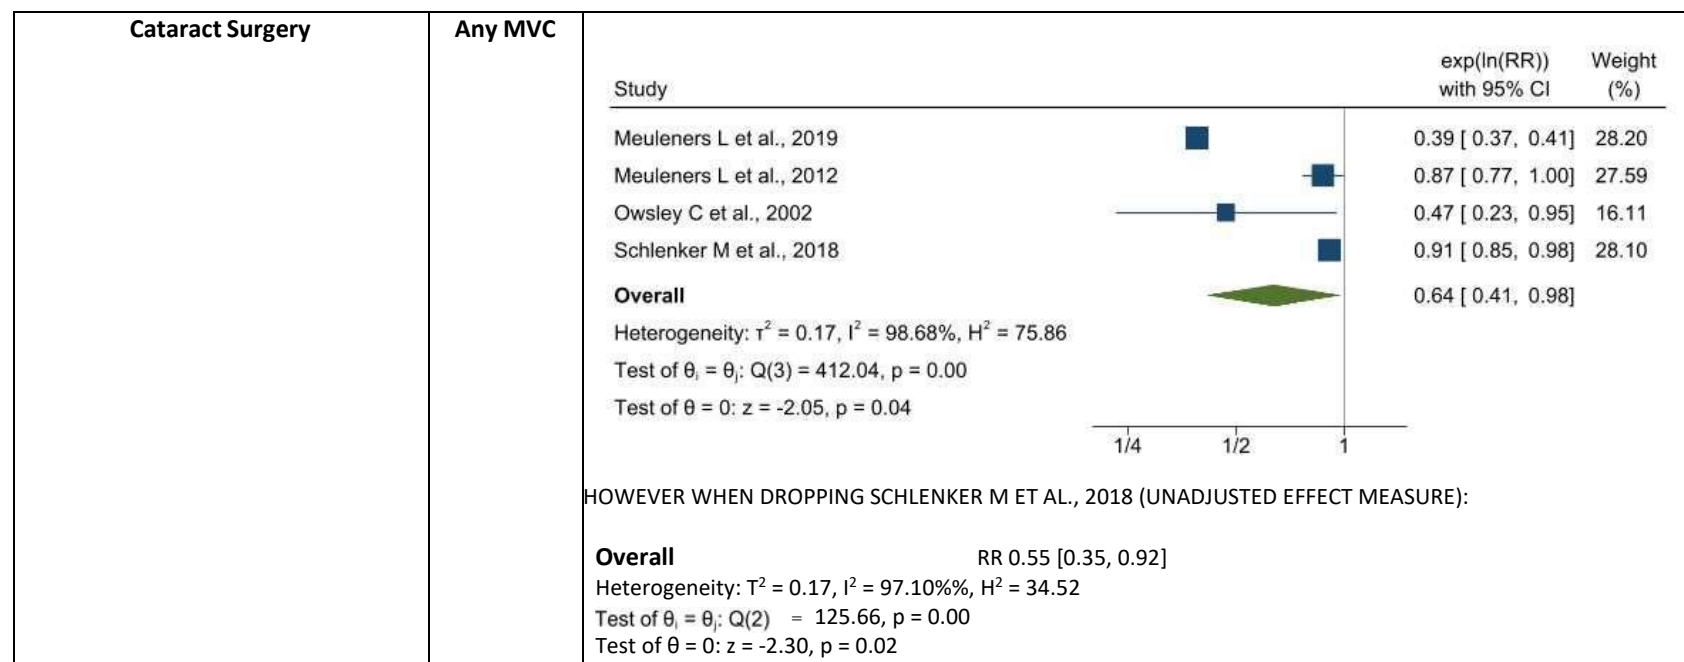 Cataract Surgery
Any MVC
exp(ln(RR)) Weight
Study with 95% CI (%)
Meuleners L et al., 2019 0.39 [ 0.37, 0.41] 28.20
Meuleners L et al., 2012 0.87 [ 0.77, 1.00] 27.59
Owsley C et al., 2002 0.47 [ 0.23, 0.95] 16.11
Schlenker M et al., 2018 0.91 [ 0.85, 0.98] 28.10
Overall 0.64 [ 0.41, 0.98]
Heterogeneity: τ² = 0.17, I² = 98.68%, H² = 75.86
Test of θᵢ = θⱼ: Q(3) = 412.04, p = 0.00
Test of θ = 0: z = -2.05, p = 0.04
1/4 1/2 1
HOWEVER WHEN DROPPING SCHLENKER M ET AL., 2018 (UNADJUSTED EFFECT MEASURE):
Overall RR 0.55 [0.35, 0.92]
Heterogeneity: T² = 0.17, I² = 97.10%%, H² = 34.52
Test of θᵢ = θⱼ: Q(2) = 125.66, p = 0.00
Test of θ = 0: z = -2.30, p = 0.02